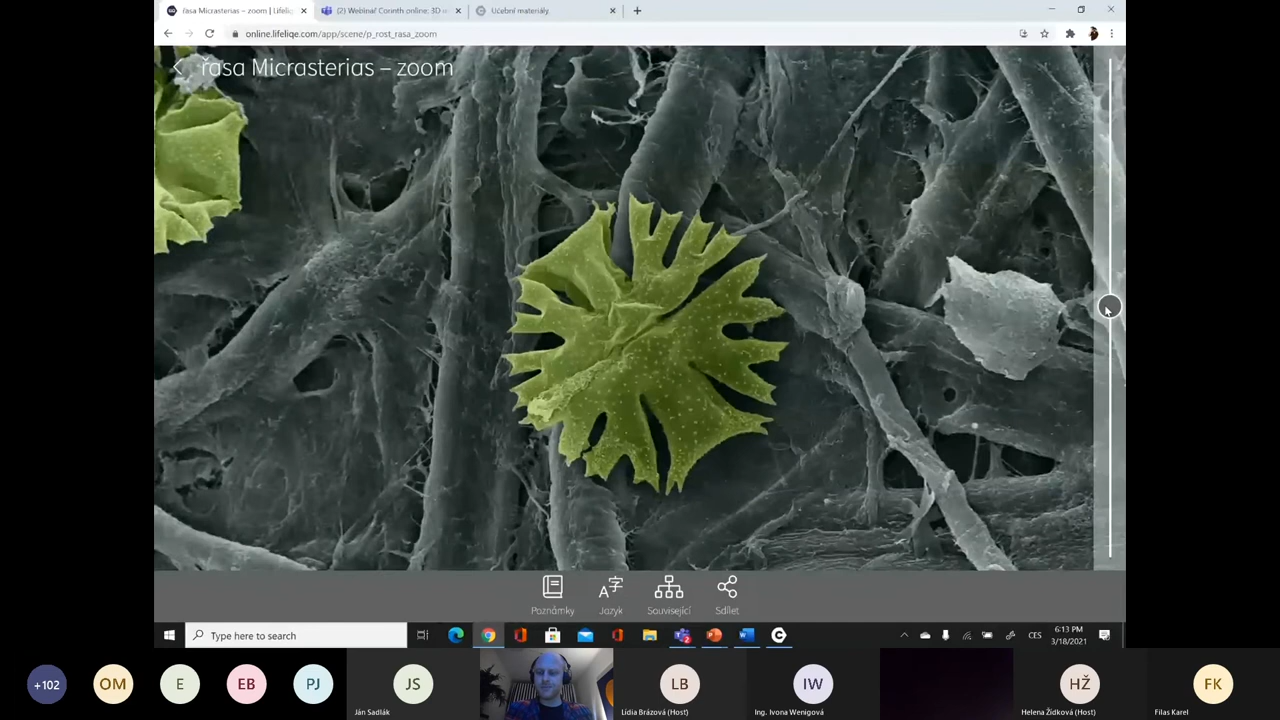 řasa Micrasterias – zoom | Lifeliq
(2) Webinář Corinth online: 3D
Učební materiály
online.lifeliqe.com/app/scene/p_rost_rasa_zoom
řasa Micrasterias – zoom
Poznámky
Jazyk
Související
Sdílet
Type here to search
CES
6:13 PM
3/18/2021
+102
OM
E
EB
PJ
JS
LB
IW
HŽ
FK
Ján Sadlák
Lídia Brázová (Host)
Ing. Ivona Wenigová
Helena Žídková (Host)
Filas Karel